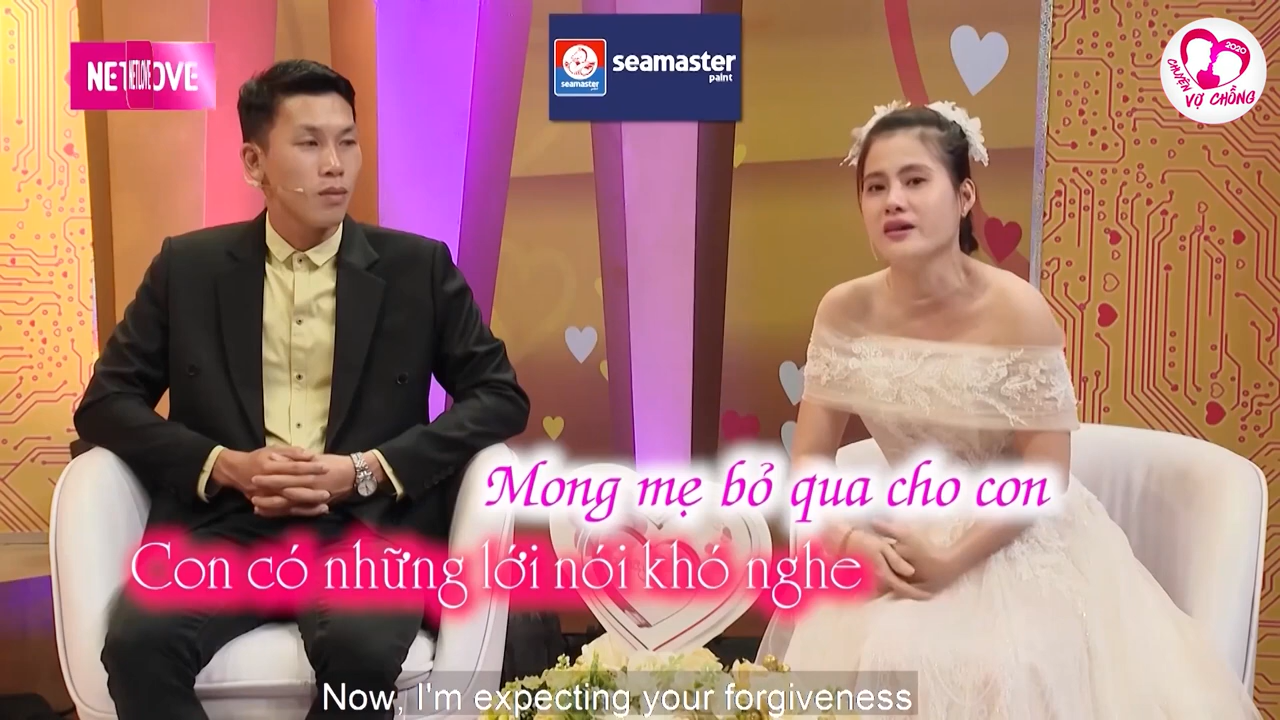 NETLOVE
NETLOVE
seamaster
seamaster
paint
2020
CHUYỆN
VỢ CHỒNG
Mong mẹ bỏ qua cho con
Con có những lới nói khó nghe
Now, I'm expecting your forgiveness